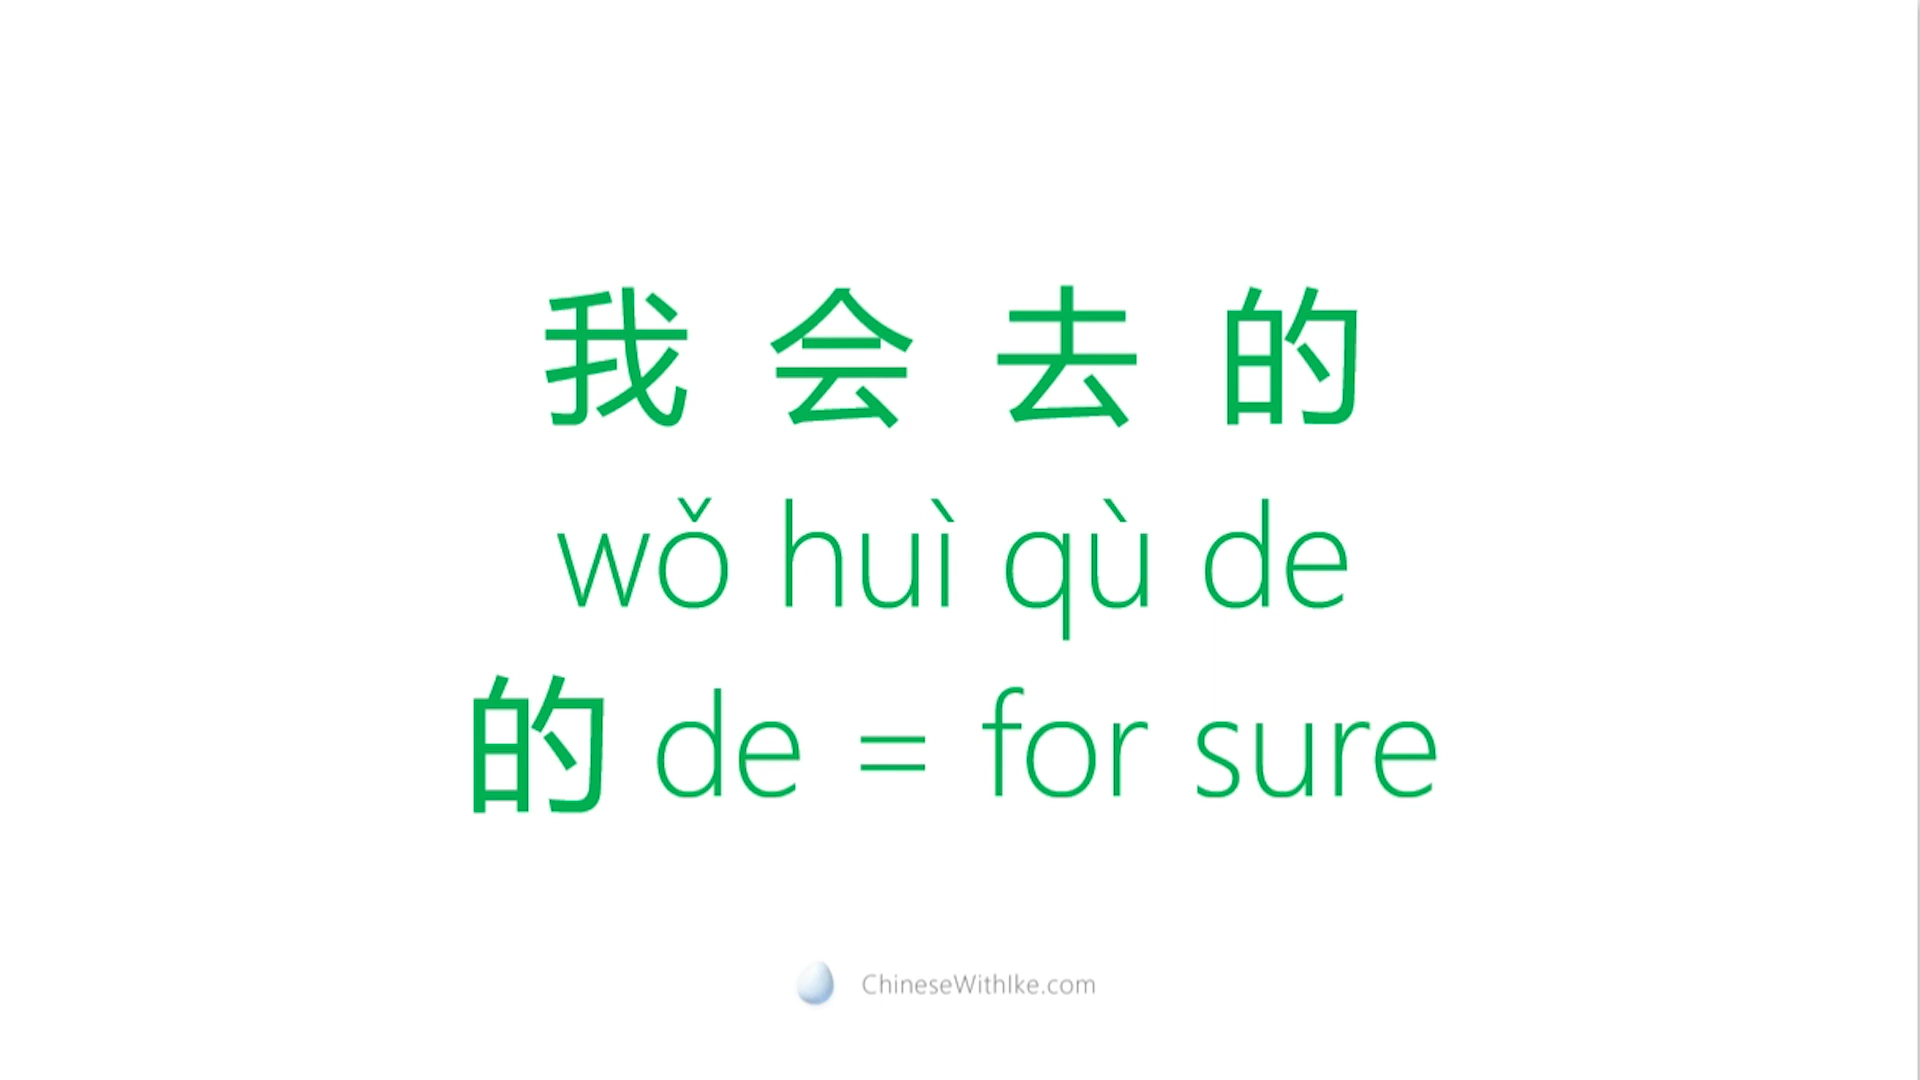 我 会 去 的
wǒ huì qù de
的 de = for sure
ChineseWithIke.com